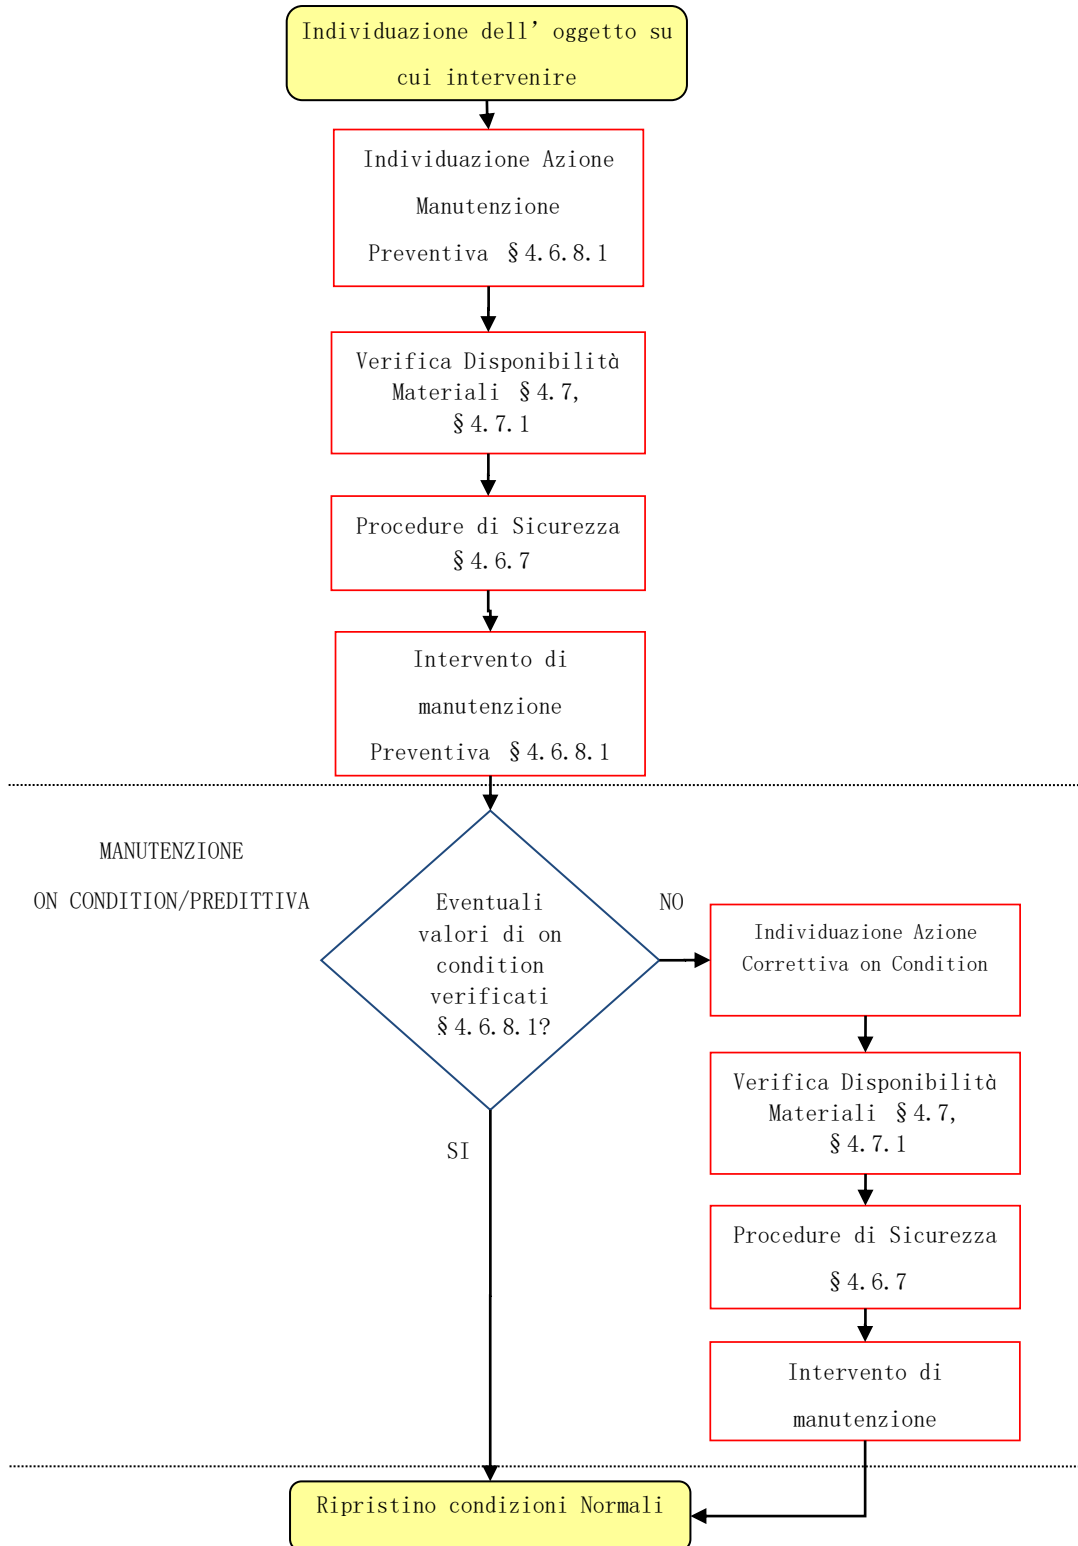 Individuazione dell’oggetto su
cui intervenire
Individuazione Azione
Manutenzione
Preventiva §4.6.8.1
Verifica Disponibilità
Materiali §4.7,
§4.7.1
Procedure di Sicurezza
§4.6.7
Intervento di
manutenzione
Preventiva §4.6.8.1
MANUTENZIONE
ON CONDITION/PREDITTIVA
Eventuali
valori di on
condition
verificati
§4.6.8.1?
NO
Individuazione Azione
Correttiva on Condition
Verifica Disponibilità
Materiali §4.7,
§4.7.1
SI
Procedure di Sicurezza
§4.6.7
Intervento di
manutenzione
Ripristino condizioni Normali